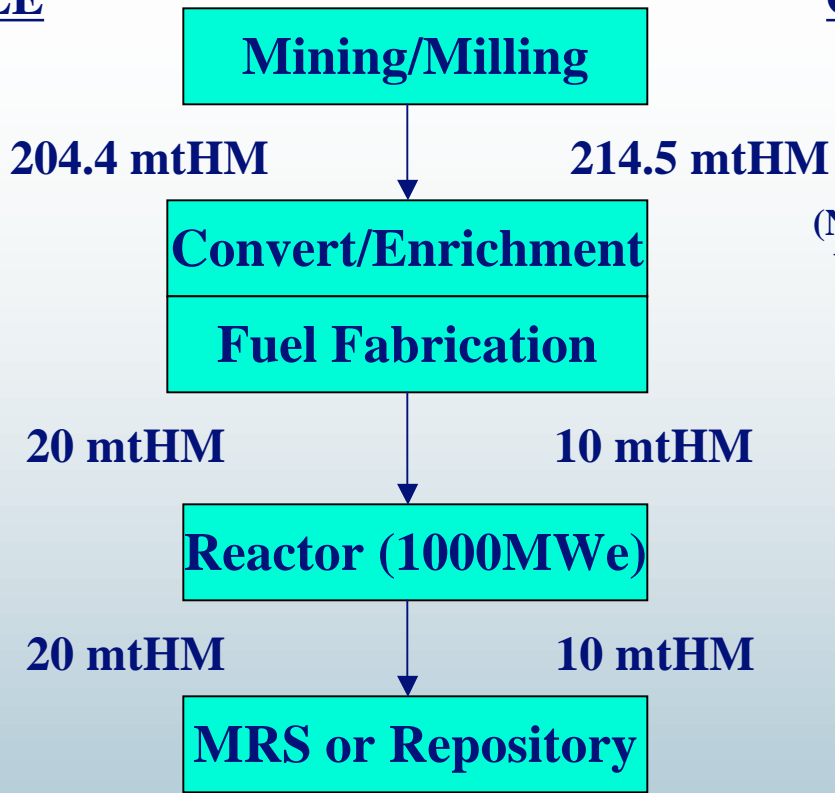 Mining/Milling
204.4 mtHM 214.5 mtHM
Convert/Enrichment
Fuel Fabrication
20 mtHM 10 mtHM
Reactor (1000MWe)
20 mtHM 10 mtHM
MRS or Repository